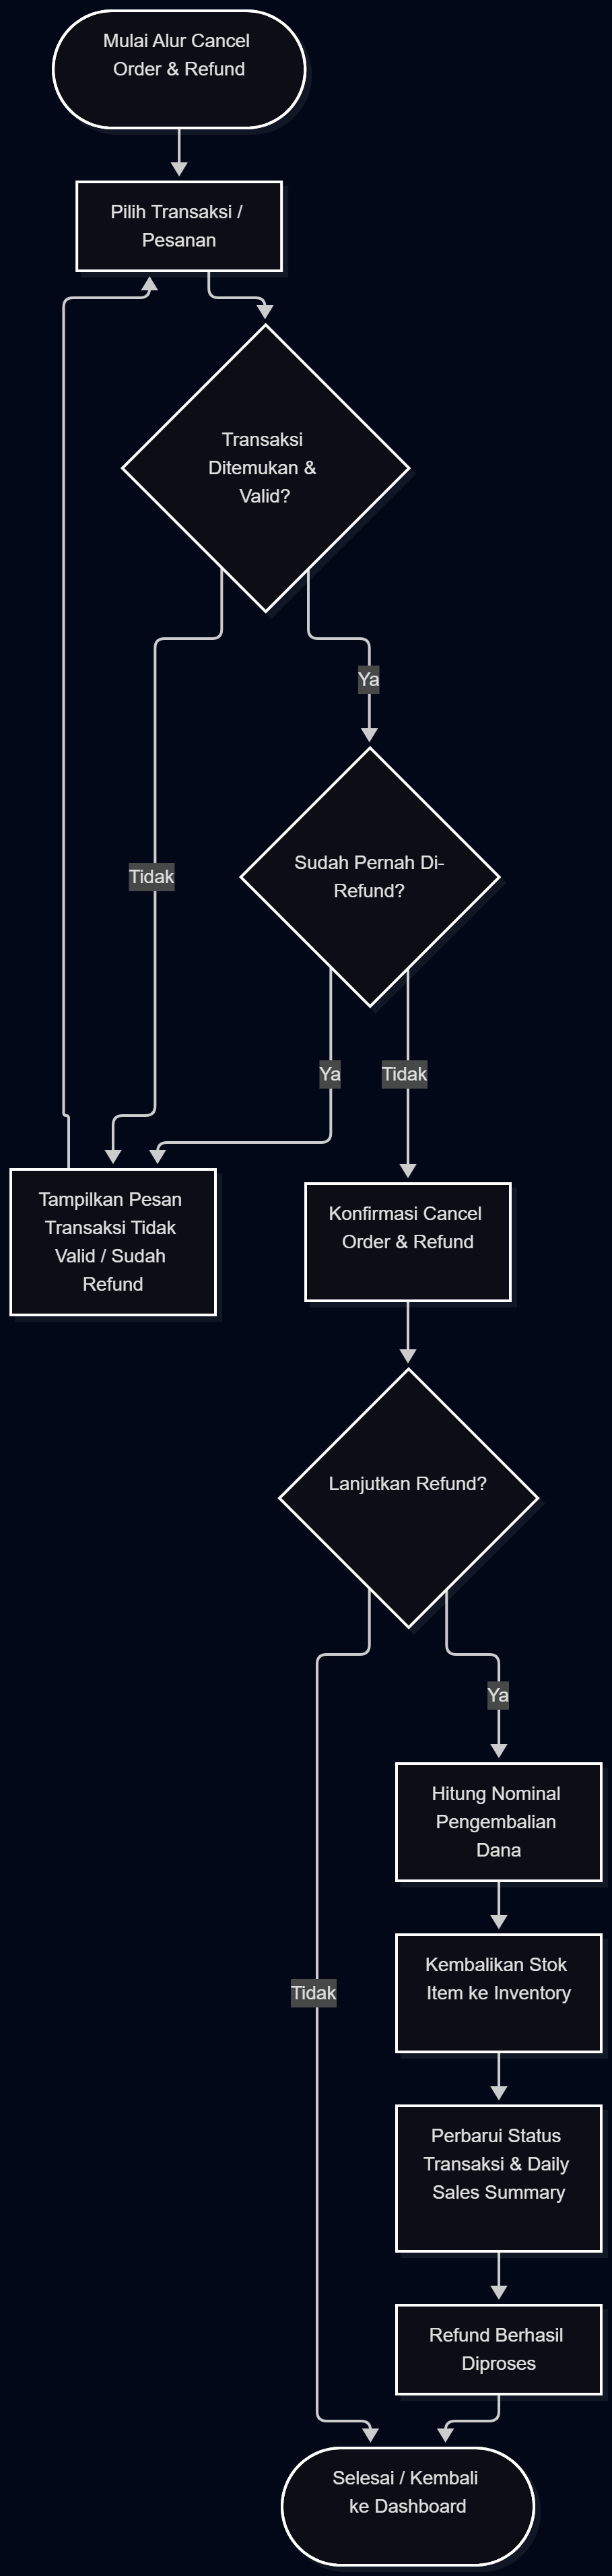 Mulai Alur Cancel
Order & Refund
Pilih Transaksi /
Pesanan
Transaksi
Ditemukan &
Valid?
Ya
Sudah Pernah Di-
Refund?
Tidak
Ya
Tidak
Tampilkan Pesan
Transaksi Tidak
Valid / Sudah
Refund
Konfirmasi Cancel
Order & Refund
Lanjutkan Refund?
Ya
Hitung Nominal
Pengembalian
Dana
Kembalikan Stok
Item ke Inventory
Tidak
Perbarui Status
Transaksi & Daily
Sales Summary
Refund Berhasil
Diproses
Selesai / Kembali
ke Dashboard